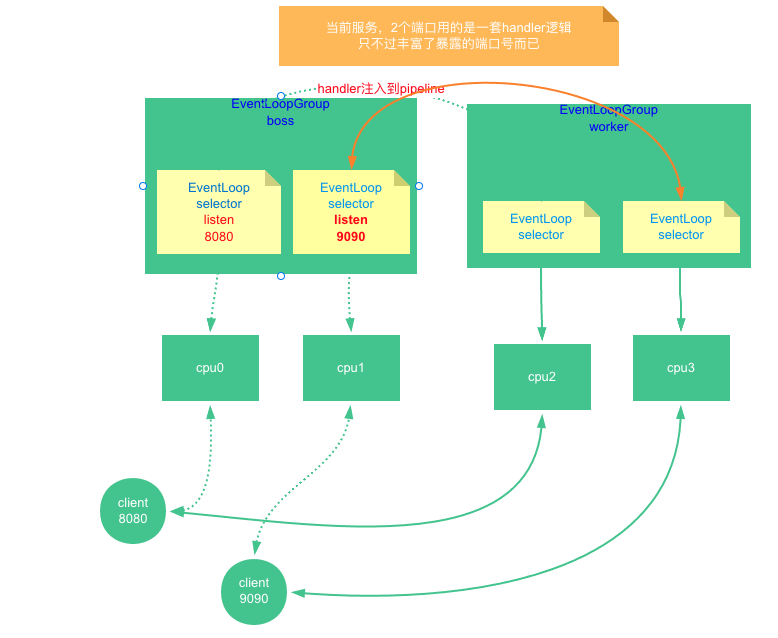 当前服务，2个端口用的是一套handler逻辑
只不过丰富了暴露的端口号而已
handler注入到pipeline
EventLoopGroup
boss
EventLoop
selector
listen
8080
EventLoop
selector
listen
9090
EventLoopGroup
worker
EventLoop
selector
EventLoop
selector
cpu0
cpu1
cpu2
cpu3
client
8080
client
9090